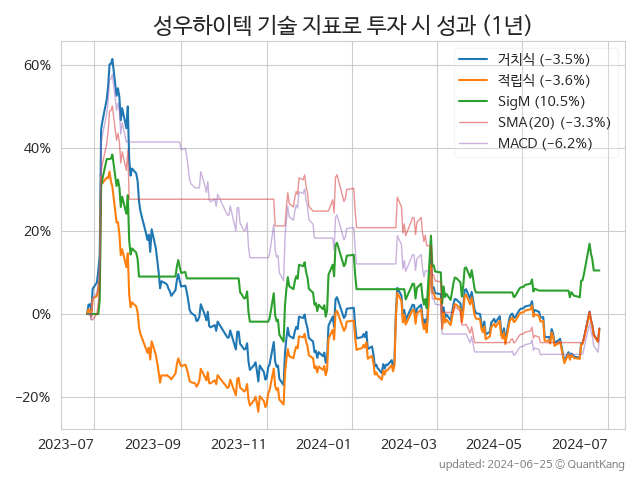 성우하이텍 기술 지표로 투자 시 성과 (1년)
거치식 (−3.5%)
적립식 (−3.6%)
SigM (10.5%)
SMA(20) (−3.3%)
MACD (−6.2%)
60%
40%
20%
0%
−20%
2023-07 2023-09 2023-11 2024-01 2024-03 2024-05 2024-07
updated: 2024-06-25 © QuantKang